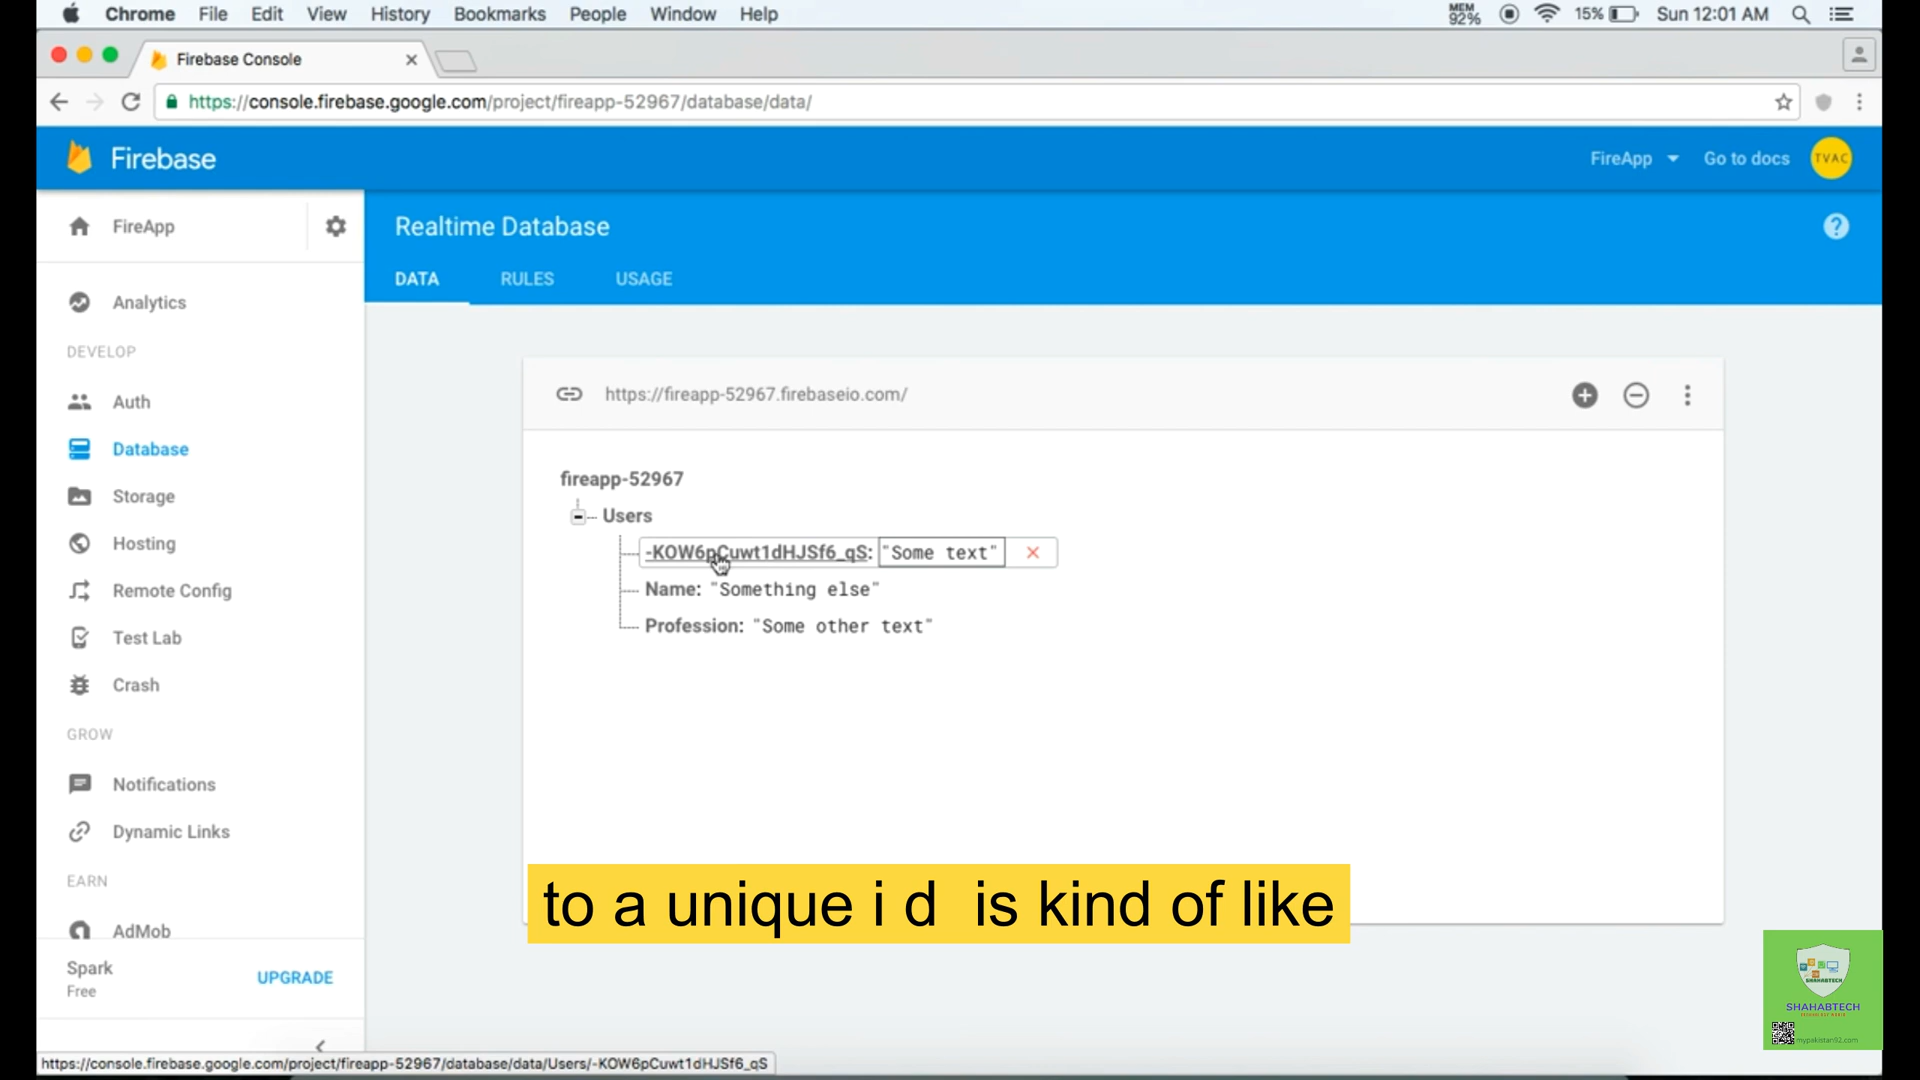 Chrome File Edit View History Bookmarks People Window Help MEM 92% 15% Sun 12:01 AM
Firebase Console
https://console.firebase.google.com/project/fireapp-52967/database/data/
Firebase FireApp Go to docs TVAC
FireApp
Realtime Database
DATA RULES USAGE
Analytics
DEVELOP
Auth
Database
Storage
Hosting
Remote Config
Test Lab
Crash
GROW
Notifications
Dynamic Links
EARN
AdMob
Spark
Free
UPGRADE
https://fireapp-52967.firebaseio.com/
fireapp-52967
Users
-KOW6pCuwt1dHJSf6_qS: "Some text"
Name: "Something else"
Profession: "Some other text"
to a unique i d is kind of like
SHAHABTECH
SHAHABTECH
mypakistan92.com
https://console.firebase.google.com/project/fireapp-52967/database/data/Users/-KOW6pCuwt1dHJSf6_qS